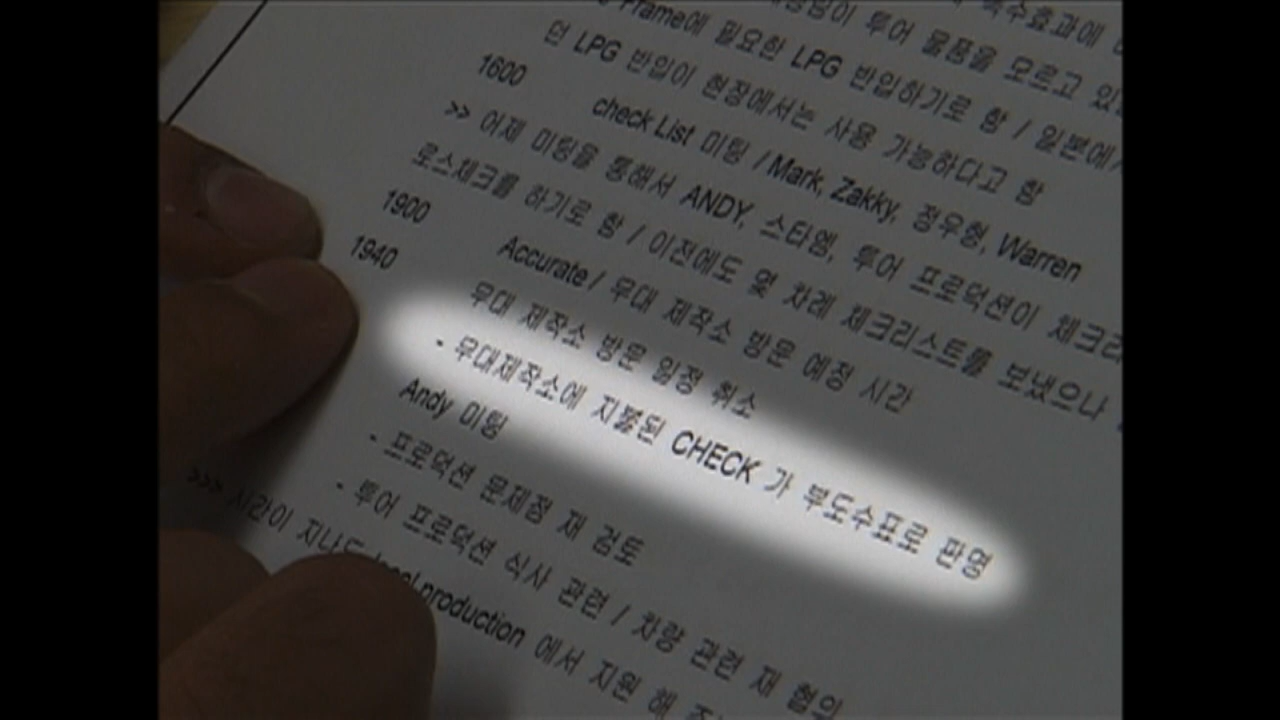 투어 물품을 모르고 있
Frame에 필요한 LPG 반입하기로 함 / 일본에
던 LPG 반입이 현장에서는 사용 가능하다고 함
1600 check List 미팅 / Mark, Zakky, 정우형, Warren
>> 어제 미팅을 통해서 ANDY, 스타엠, 투어 프로덕션이 체크리
로스체크를 하기로 함 / 이전에도 몇 차례 체크리스트를 보냈으나
1900 Accurate / 무대 제작소 방문 예정 시간
1940 무대 제작소 방문 일정 취소
- 무대제작소에 지불된 CHECK 가 부도수표로 판명
Andy 미팅
- 프로덕션 문제점 재 검토
- 투어 프로덕션 식사 관련 / 차량 관련 재 협의
>>> 시간이 지나도 local production 에서 지원 해